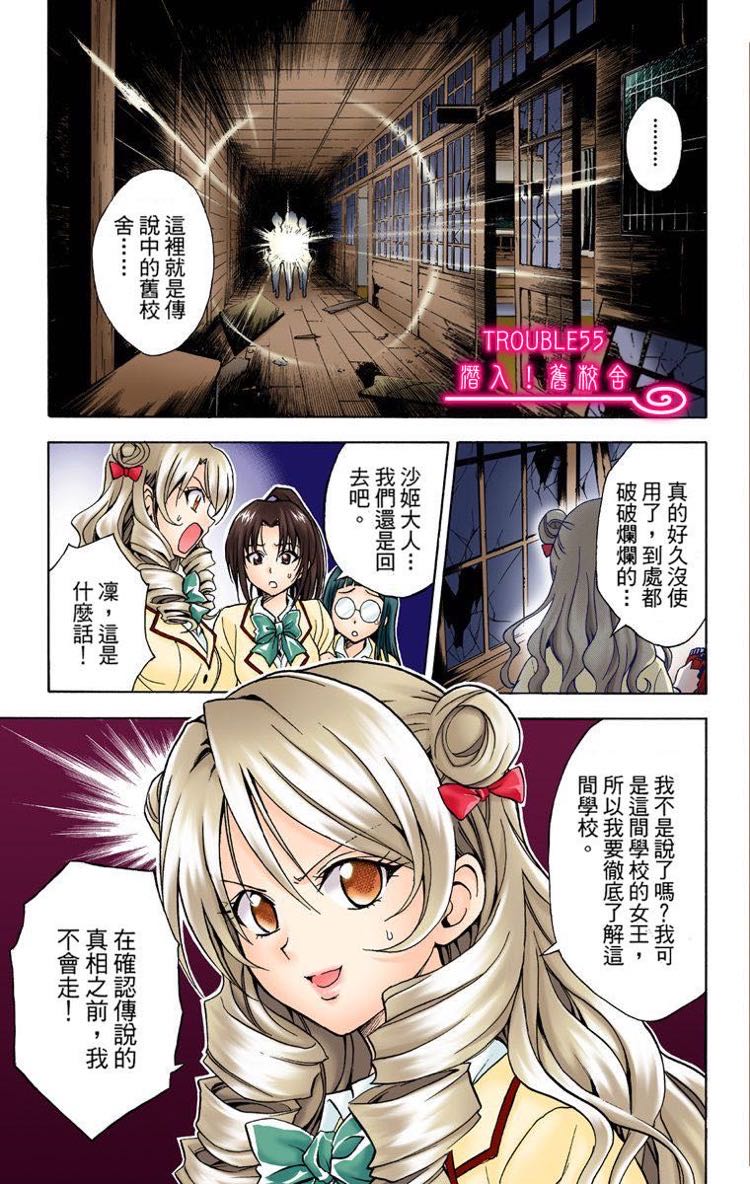 ………
這裡就是傳
說中的舊校
舍……
TROUBLE55
潛入！舊校舍
真的好久沒使
用了，到處都
破破爛爛的…
沙姬大人…
我們還是回
去吧。
凜，這是
什麼話！
我不是說了嗎？我可
是這間學校的女王，
所以我要徹底了解這
間學校。
在確認傳說的
真相之前，我
不會走！